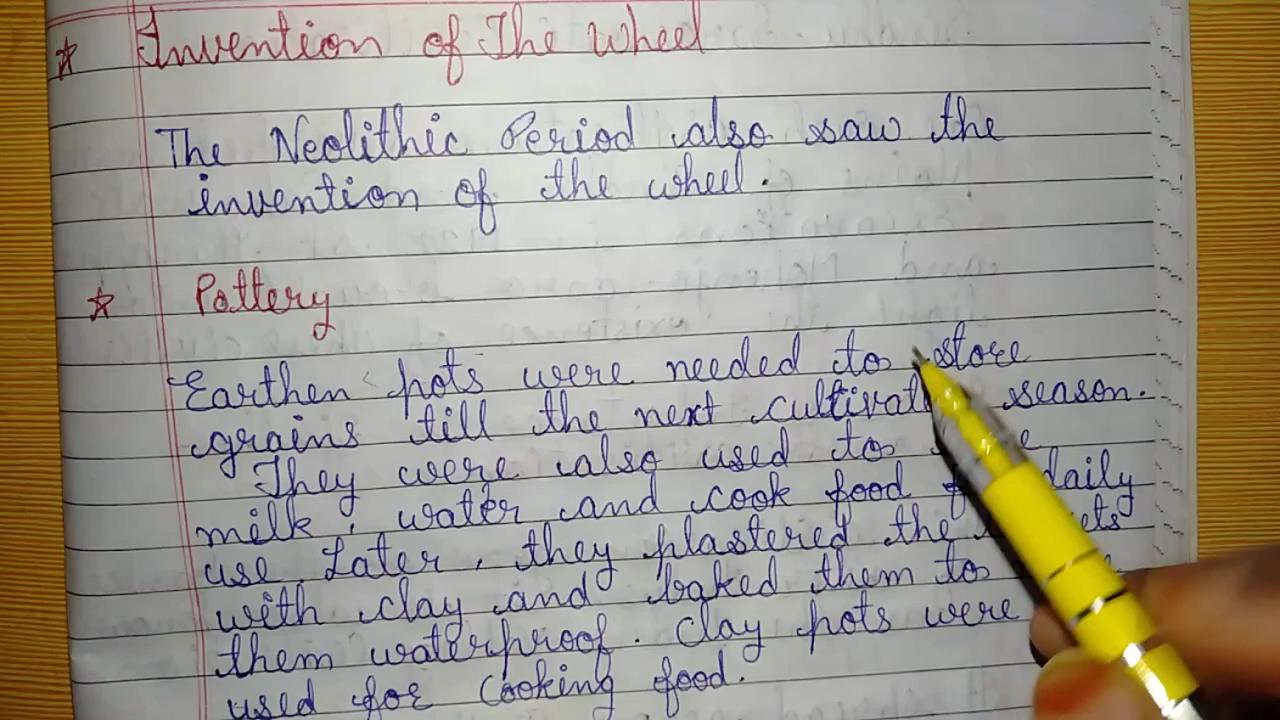 Invention of The Wheel
The Neolithic Period also saw the
invention of the wheel.
Pottery
Earthen pots were needed to store
grains till the next season.
They were also used to
milk, water and cook food daily
use. Later, they plastered the
with clay and baked them to
them waterproof. Clay pots were
used for Cooking food.